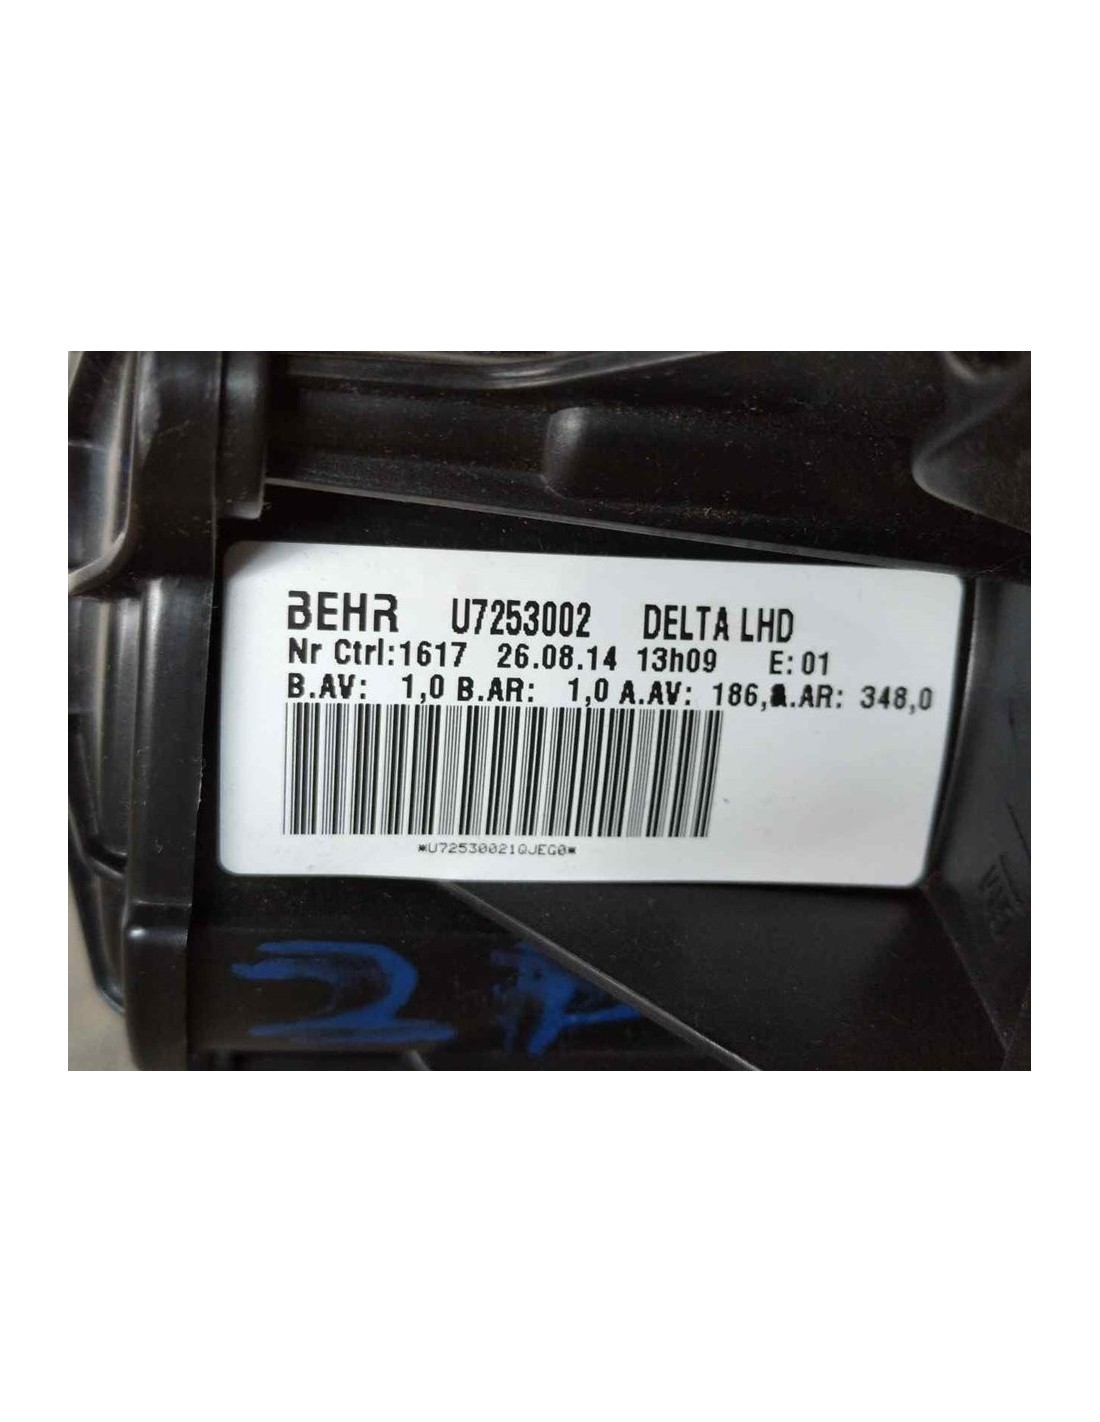 BEHR U7253002 DELTA LHD
Nr Ctrl:1617 26.08.14 13h09 E: 01
B.AV: 1,0 B.AR: 1,0 A.AV: 186,A.AR: 348,0
*U72530021QJEG0*